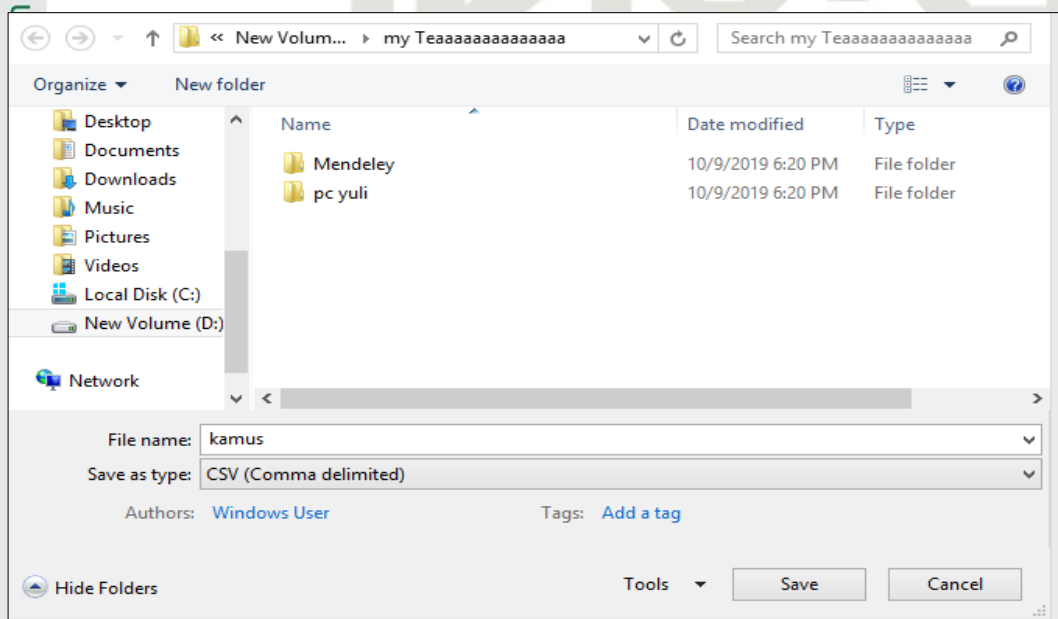 « New Volum... my Teaaaaaaaaaaaaaa Search my Teaaaaaaaaaaaaaa
Organize New folder
Name Date modified Type
Desktop
Documents
Downloads
Music
Pictures
Videos
Local Disk (C:)
New Volume (D:)
Network
Mendeley 10/9/2019 6:20 PM File folder
pc yuli 10/9/2019 6:20 PM File folder
File name: kamus
Save as type: CSV (Comma delimited)
Authors: Windows User Tags: Add a tag
Hide Folders Tools Save Cancel